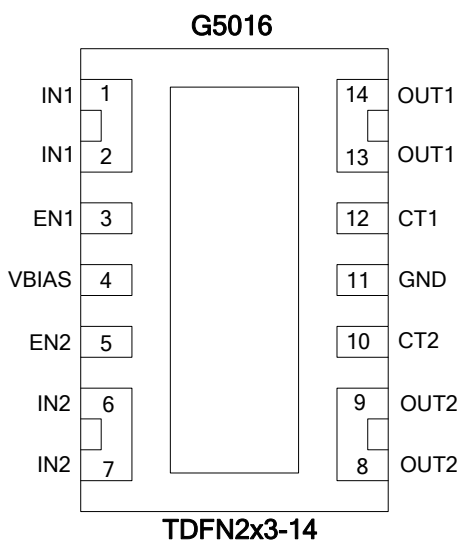 G5016
IN1 1 14 OUT1
IN1 2 13 OUT1
EN1 3 12 CT1
VBIAS 4 11 GND
EN2 5 10 CT2
IN2 6 9 OUT2
IN2 7 8 OUT2
TDFN2x3-14